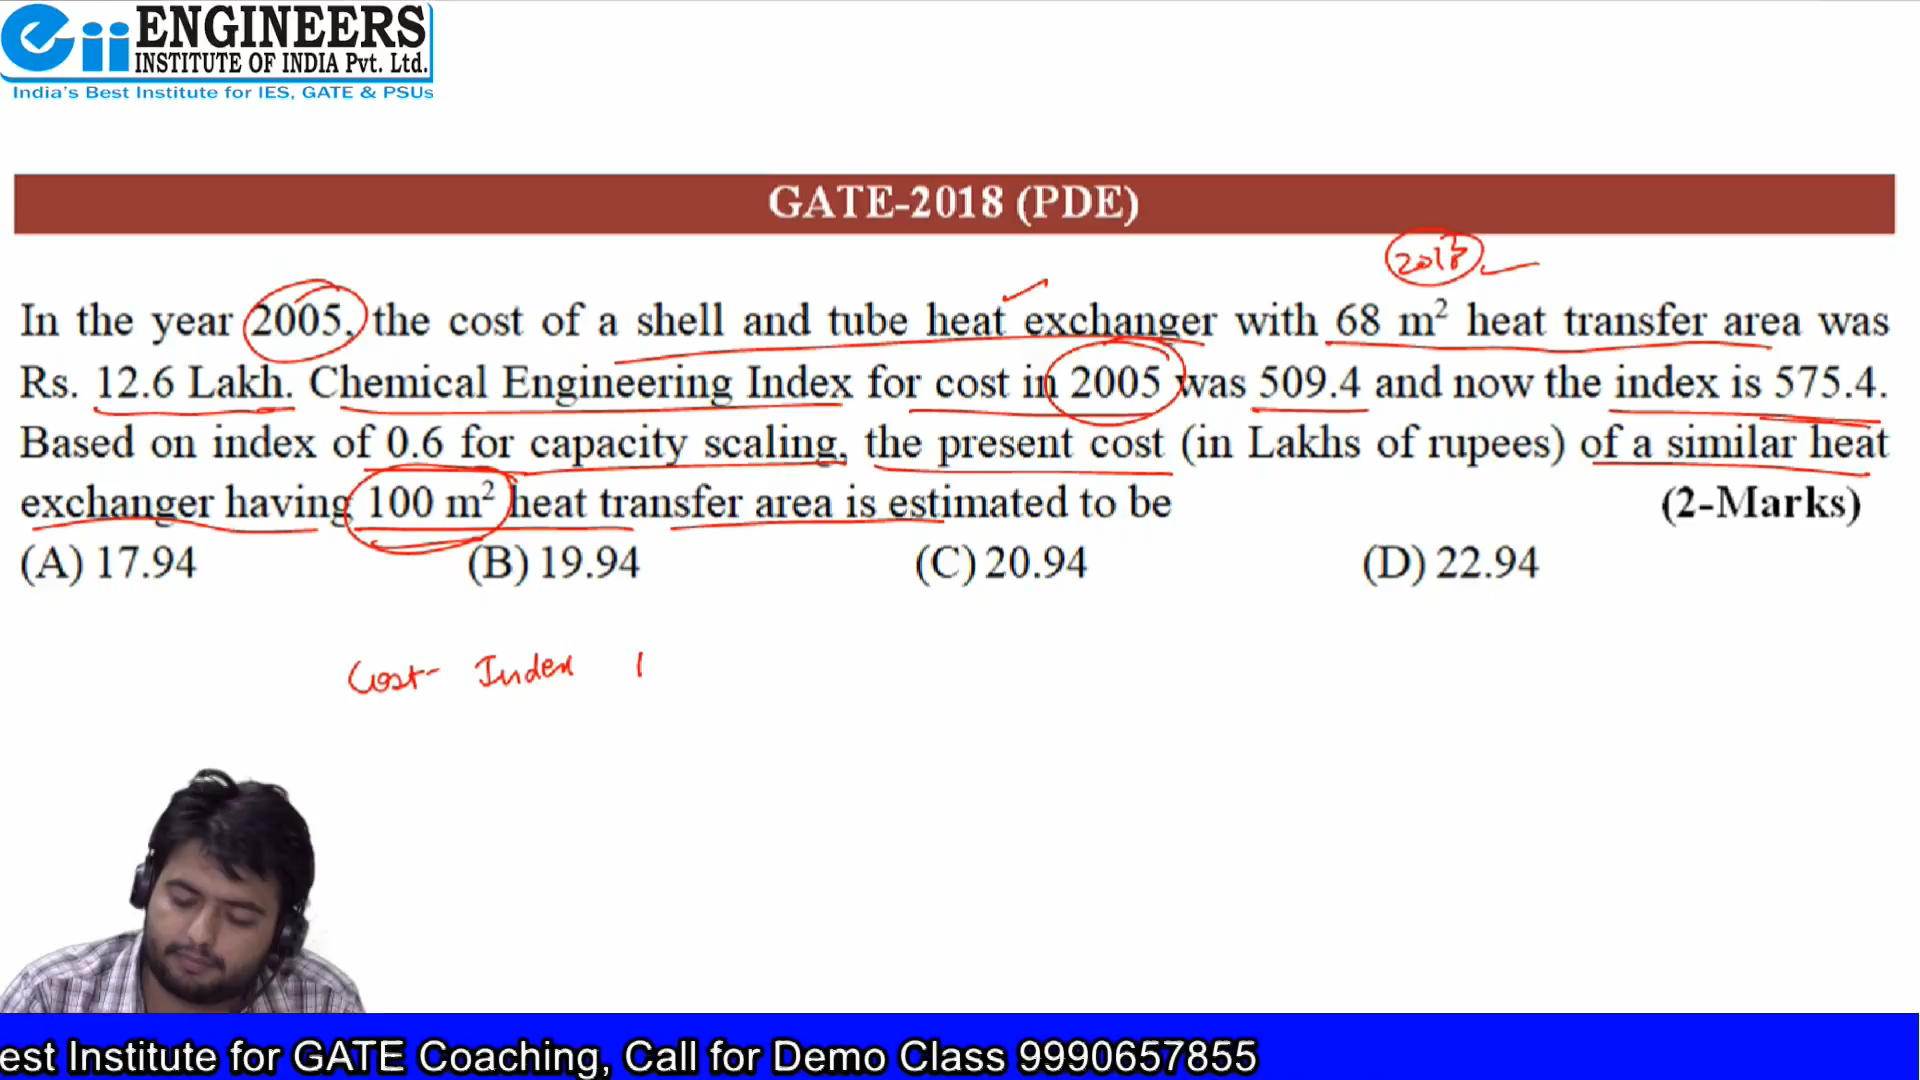 ENGINEERS
INSTITUTE OF INDIA Pvt. Ltd.
India's Best Institute for IES, GATE & PSUs
GATE-2018 (PDE)
2018
In the year 2005, the cost of a shell and tube heat exchanger with 68 m² heat transfer area was
Rs. 12.6 Lakh. Chemical Engineering Index for cost in 2005 was 509.4 and now the index is 575.4.
Based on index of 0.6 for capacity scaling, the present cost (in Lakhs of rupees) of a similar heat
exchanger having 100 m² heat transfer area is estimated to be (2-Marks)
(A) 17.94 (B) 19.94 (C) 20.94 (D) 22.94
Cost Index
est Institute for GATE Coaching, Call for Demo Class 9990657855